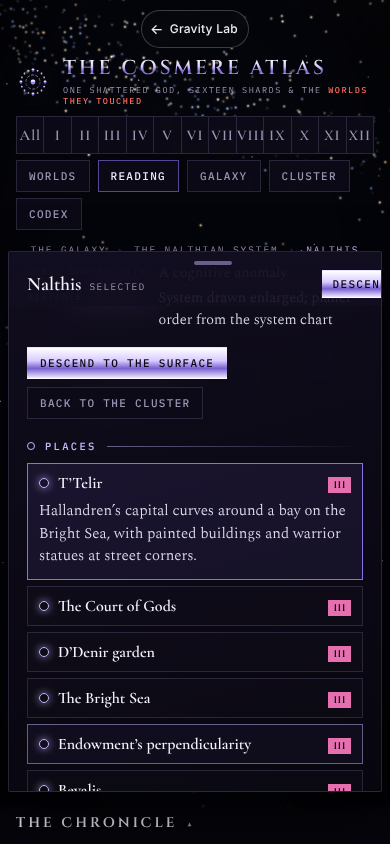 ← Gravity Lab
THE COSMERE ATLAS
ONE SHATTERED GOD, SIXTEEN SHARDS & THE WORLDS
THEY TOUCHED
All I II III IV V VI VII VIII IX X XI XII
WORLDS READING GALAXY CLUSTER
CODEX
THE GALAXY THE NALTHIAN SYSTEM NALTHIS
A cognitive anomaly
Nalthis SELECTED
DESCEN
System drawn enlarged; planet
order from the system chart
DESCEND TO THE SURFACE
BACK TO THE CLUSTER
PLACES
T’Telir III
Hallandren’s capital curves around a bay on the
Bright Sea, with painted buildings and warrior
statues at street corners.
The Court of Gods III
D’Denir garden III
The Bright Sea III
Endowment’s perpendicularity III
Bevalis III
THE CHRONICLE ▴